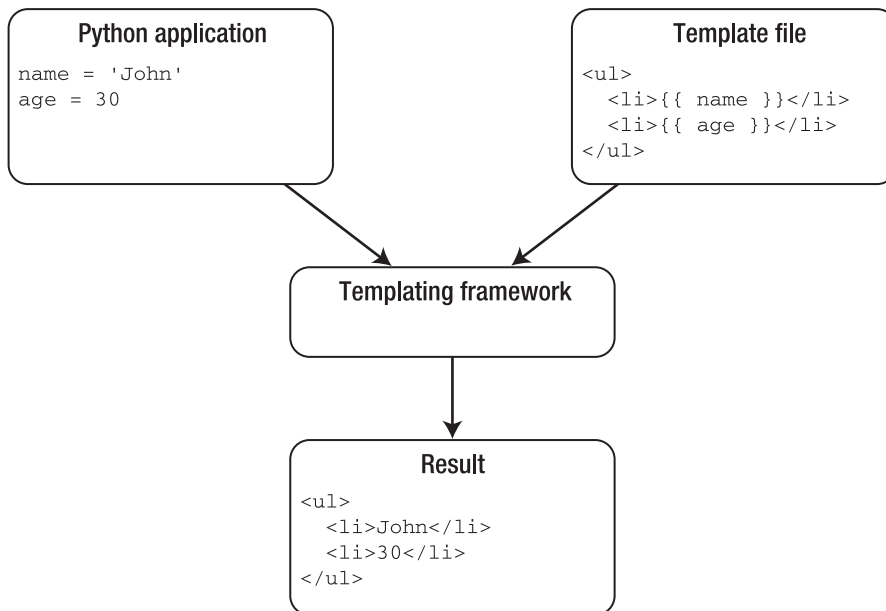 Python application
name = 'John'
age = 30
Template file
<ul>
  <li>{{ name }}</li>
  <li>{{ age }}</li>
</ul>
Templating framework
Result
<ul>
  <li>John</li>
  <li>30</li>
</ul>